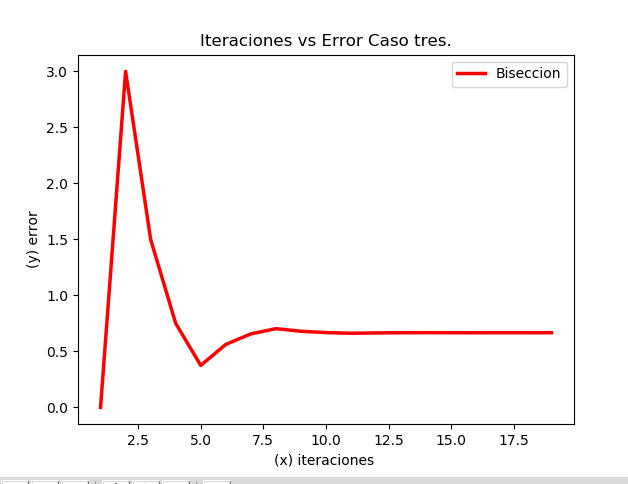 Iteraciones vs Error Caso tres.
Biseccion
3.0
2.5
2.0
1.5
1.0
0.5
0.0
(y) error
2.5 5.0 7.5 10.0 12.5 15.0 17.5
(x) iteraciones